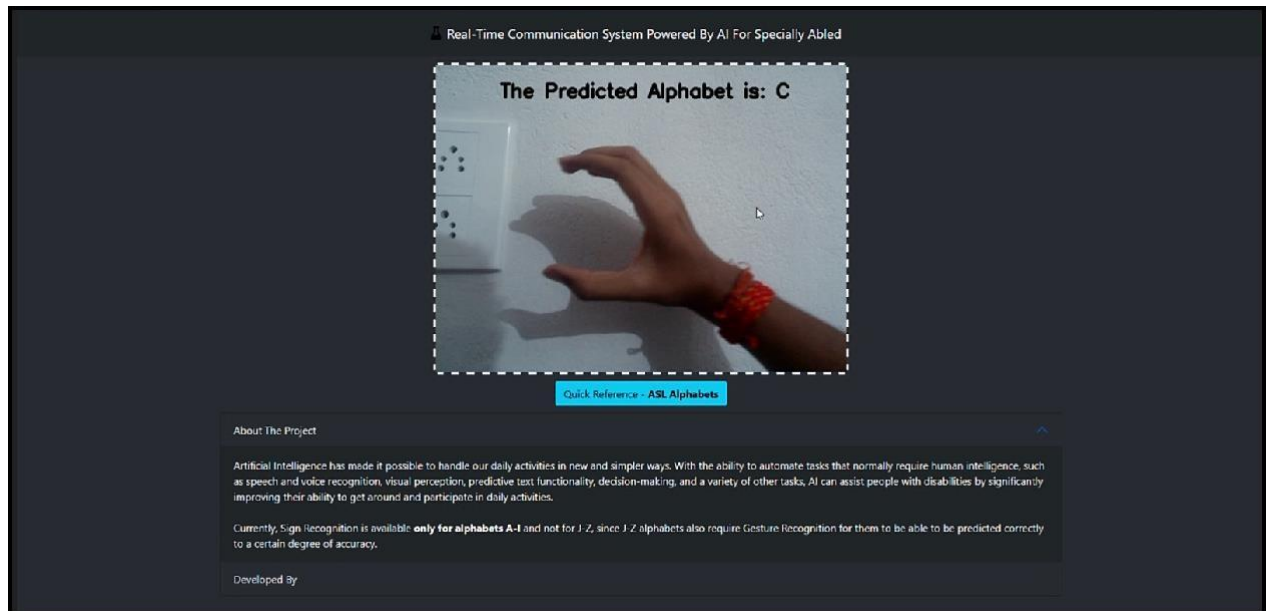 Real-Time Communication System Powered By AI For Specially Abled
The Predicted Alphabet is: C
Quick Reference - ASL Alphabets
About The Project
Artificial Intelligence has made it possible to handle our daily activities in new and simpler ways. With the ability to automate tasks that normally require human intelligence, such
as speech and voice recognition, visual perception, predictive text functionality, decision-making, and a variety of other tasks, AI can assist people with disabilities by significantly
improving their ability to get around and participate in daily activities.
Currently, Sign Recognition is available only for alphabets A-I and not for J-Z, since J-Z alphabets also require Gesture Recognition for them to be able to be predicted correctly
to a certain degree of accuracy.
Developed By